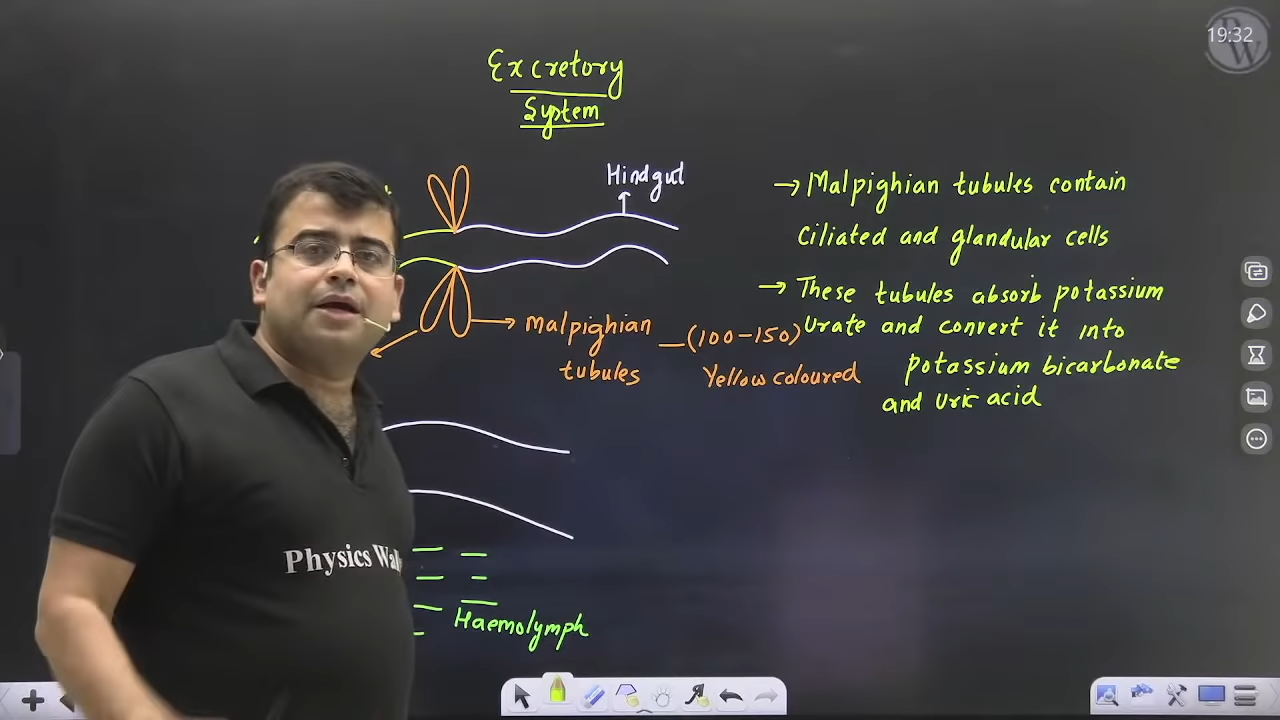 19:32
PW
Excretory
System
Hindgut
→ Malpighian tubules contain
ciliated and glandular cells
→ These tubules absorb potassium
urate and convert it into
potassium bicarbonate
and uric acid
malpighian
tubules
(100-150)
Yellow coloured
Physics Wal
Haemolymph